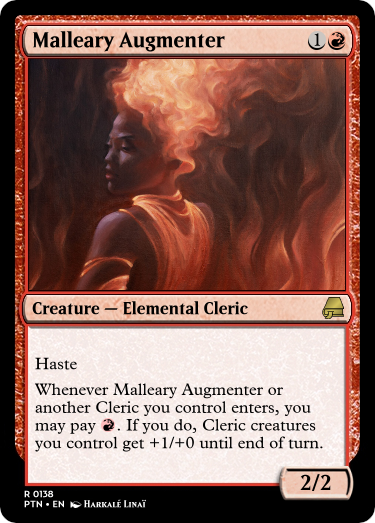 Malleary Augmenter 1
Creature — Elemental Cleric
Haste
Whenever Malleary Augmenter or
another Cleric you control enters, you
may pay . If you do, Cleric creatures
you control get +1/+0 until end of turn.
2/2
R 0138
PTN • EN Harkalé Linaï